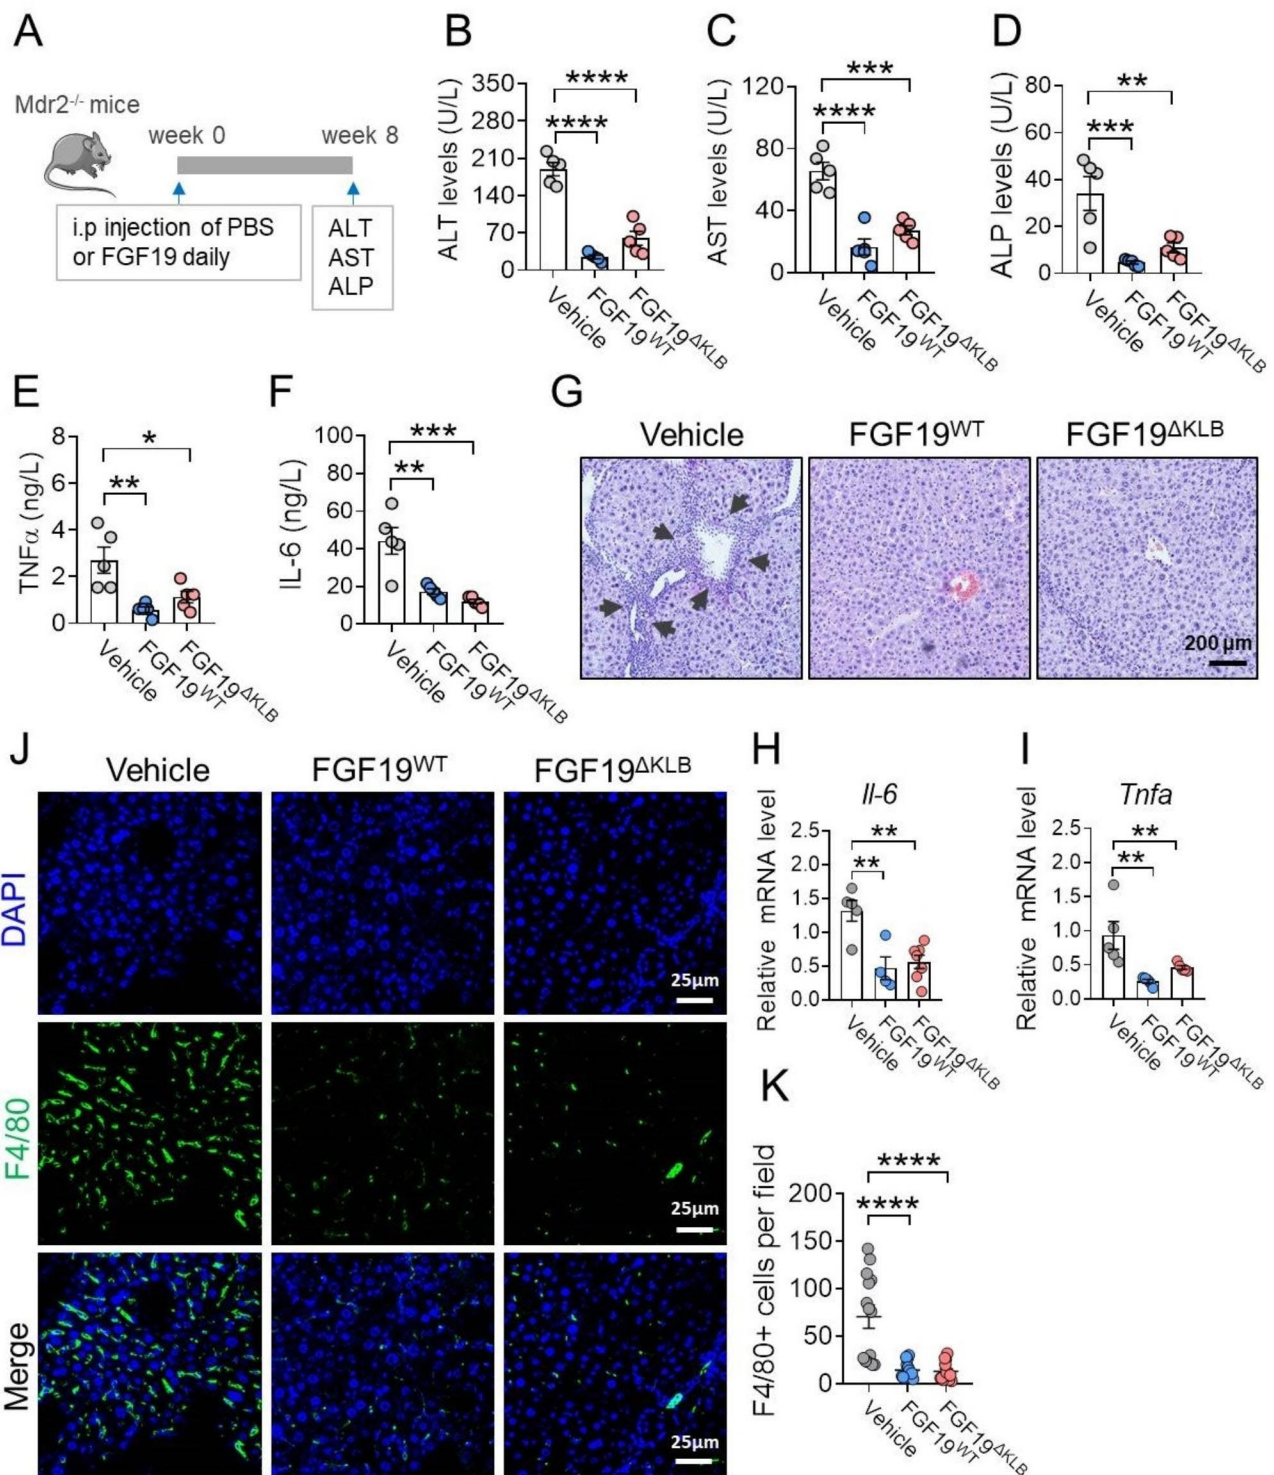 A
Mdr2-/- mice
week 0
week 8
i.p injection of PBS
or FGF19 daily
ALT
AST
ALP
B
ALT levels (U/L)
350
280
210
140
70
0
****
****
Vehicle
FGF19WT
FGF19ΔKLB
C
AST levels (U/L)
120
80
40
0
***
****
Vehicle
FGF19WT
FGF19ΔKLB
D
ALP levels (U/L)
80
60
40
20
0
**
***
Vehicle
FGF19WT
FGF19ΔKLB
E
TNFα (ng/L)
8
6
4
2
0
*
**
Vehicle
FGF19WT
FGF19ΔKLB
F
IL-6 (ng/L)
100
80
60
40
20
0
***
**
Vehicle
FGF19WT
FGF19ΔKLB
G
Vehicle
FGF19WT
FGF19ΔKLB
200 µm
J
Vehicle
FGF19WT
FGF19ΔKLB
DAPI
25µm
F4/80
25µm
Merge
25µm
H
Il-6
Relative mRNA level
2.5
2.0
1.5
1.0
0.5
0.0
**
**
Vehicle
FGF19WT
FGF19ΔKLB
I
Tnfa
Relative mRNA level
2.5
2.0
1.5
1.0
0.5
0.0
**
**
Vehicle
FGF19WT
FGF19ΔKLB
K
F4/80+ cells per field
200
150
100
50
0
****
****
Vehicle
FGF19WT
FGF19ΔKLB